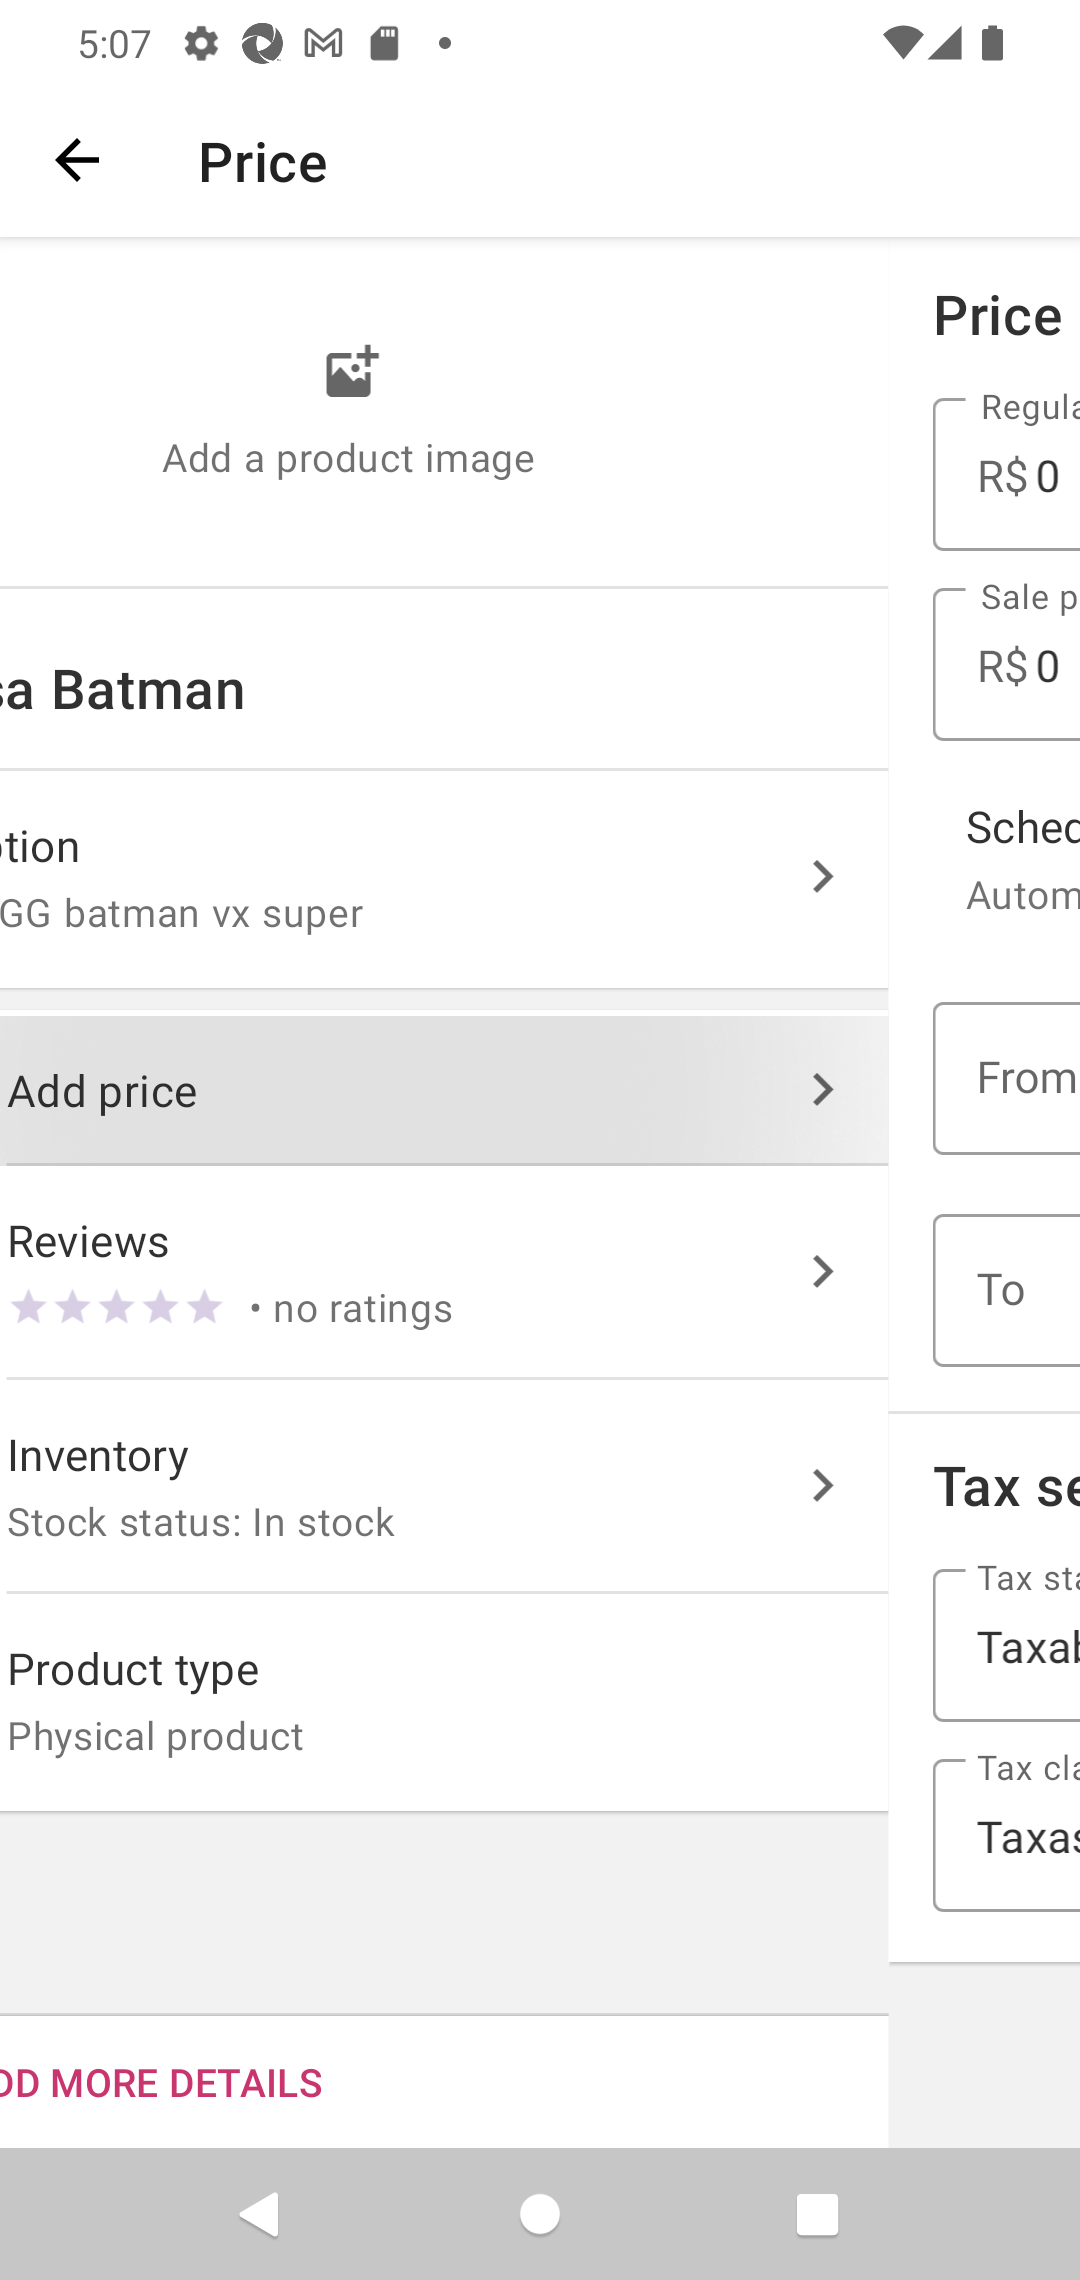 5:07
Price
Add a product image
sa Batman
ption
GG batman vx super
Add price
Reviews
• no ratings
Inventory
Stock status: In stock
Product type
Physical product
DD MORE DETAILS
Price
Regula
R$ 0
Sale p
R$ 0
Sched
Autom
From
To
Tax se
Tax sta
Taxab
Tax cla
Taxas